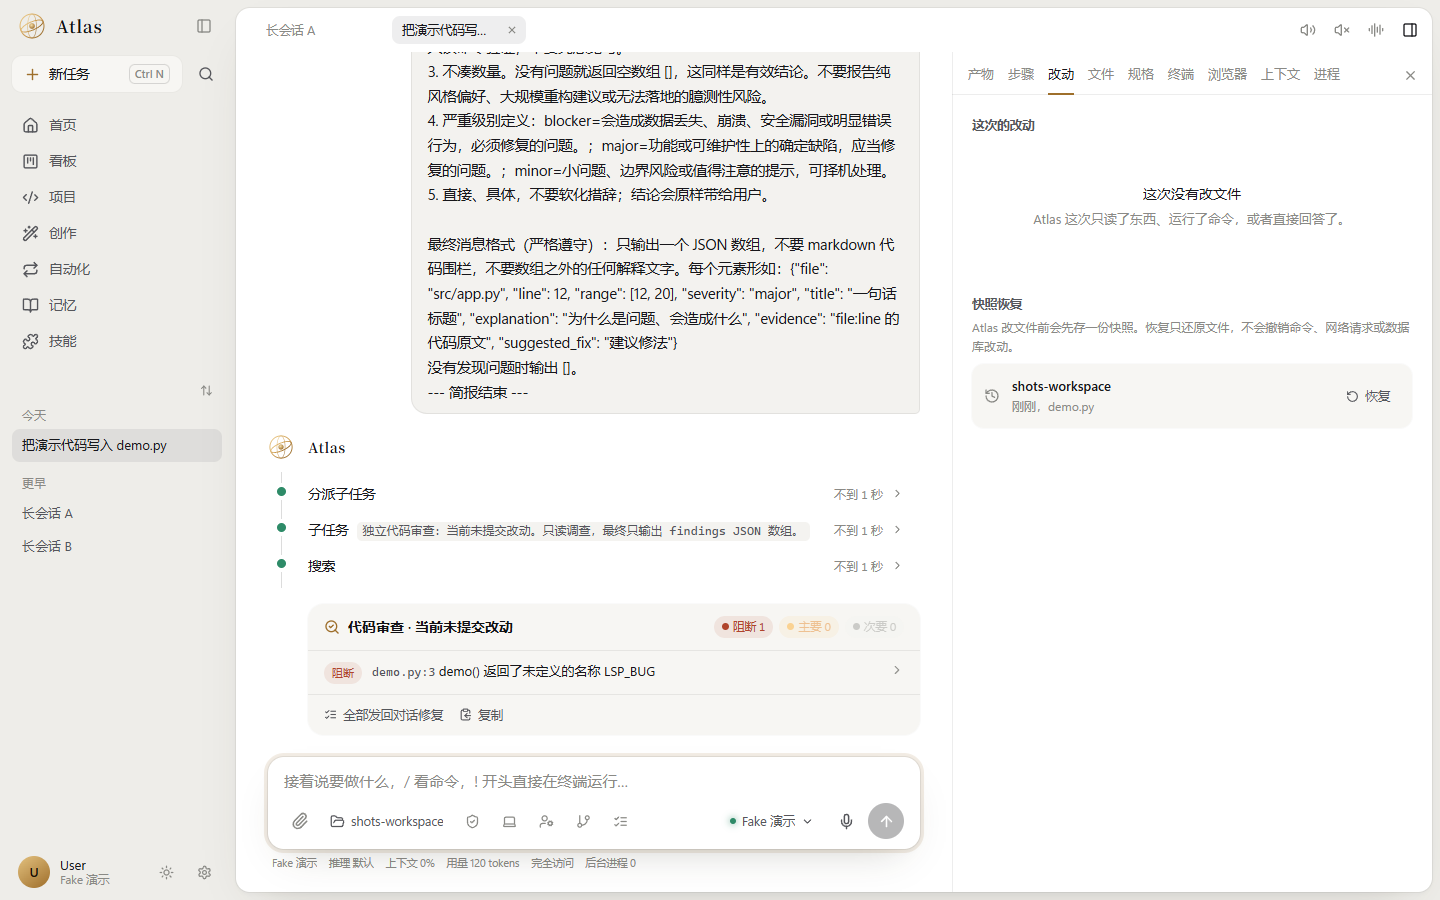 Atlas
新任务
Ctrl N
首页
看板
项目
创作
自动化
记忆
技能
今天
把演示代码写入 demo.py
更早
长会话 A
长会话 B
U
User
Fake 演示
长会话 A
把演示代码写...
3. 不凑数量。没有问题就返回空数组 []，这同样是有效结论。不要报告纯
风格偏好、大规模重构建议或无法落地的臆测性风险。
4. 严重级别定义：blocker=会造成数据丢失、崩溃、安全漏洞或明显错误
行为，必须修复的问题。；major=功能或可维护性上的确定缺陷，应当修
复的问题。；minor=小问题、边界风险或值得注意的提示，可择机处理。
5. 直接、具体，不要软化措辞；结论会原样带给用户。
最终消息格式（严格遵守）：只输出一个 JSON 数组，不要 markdown 代
码围栏，不要数组之外的任何解释文字。每个元素形如：{"file":
"src/app.py", "line": 12, "range": [12, 20], "severity": "major", "title": "一句话
标题", "explanation": "为什么是问题、会造成什么", "evidence": "file:line 的
代码原文", "suggested_fix": "建议修法"}
没有发现问题时输出 []。
--- 简报结束 ---
Atlas
分派子任务 不到 1 秒
子任务 独立代码审查：当前未提交改动。只读调查，最终只输出 findings JSON 数组。 不到 1 秒
搜索 不到 1 秒
代码审查 · 当前未提交改动 阻断 1 主要 0 次要 0
阻断 demo.py:3 demo() 返回了未定义的名称 LSP_BUG
全部发回对话修复 复制
接着说要做什么，/ 看命令，! 开头直接在终端运行...
shots-workspace
Fake 演示
Fake 演示 推理 默认 上下文 0% 用量 120 tokens 完全访问 后台进程 0
产物 步骤 改动 文件 规格 终端 浏览器 上下文 进程
这次的改动
这次没有改文件
Atlas 这次只读了东西、运行了命令，或者直接回答了。
快照恢复
Atlas 改文件前会先存一份快照。恢复只还原文件，不会撤销命令、网络请求或数据
库改动。
shots-workspace
刚刚，demo.py
恢复